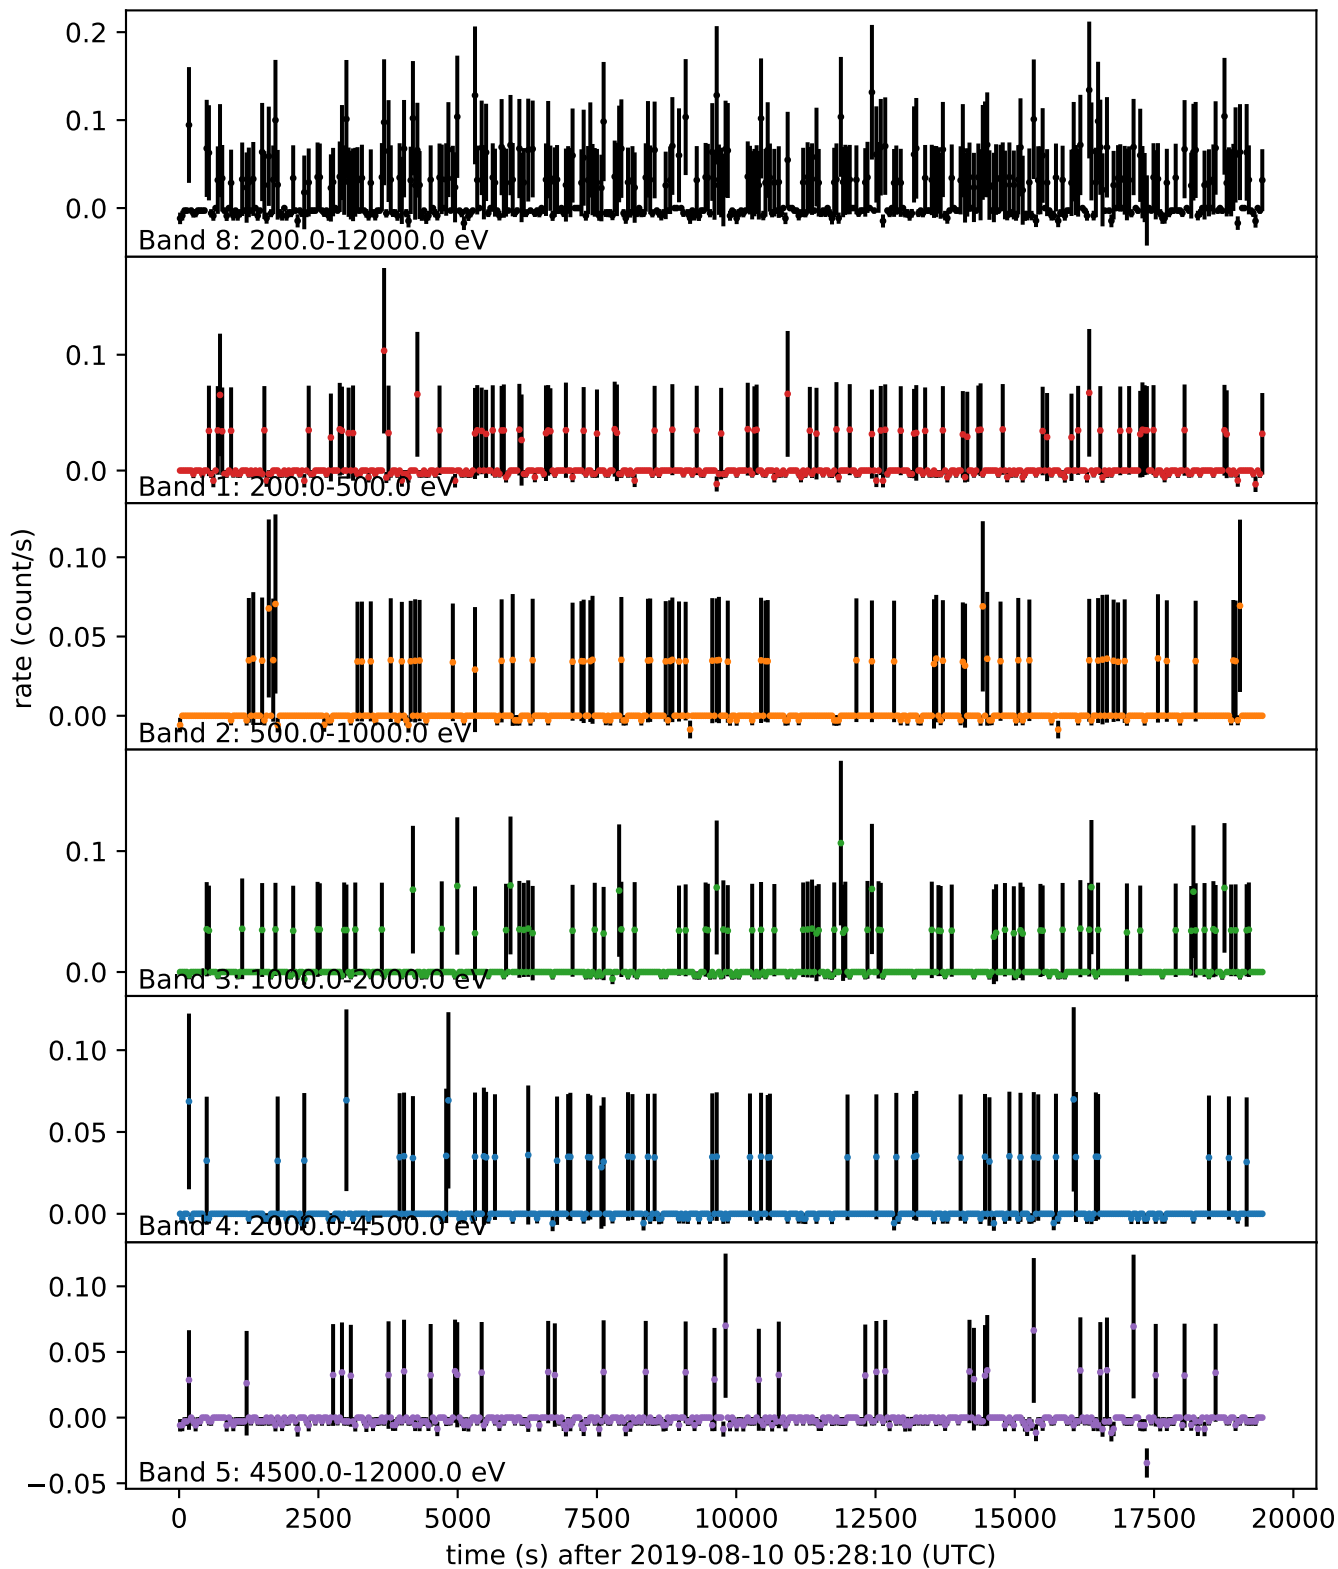 0.2
0.1
0.0
Band 8: 200.0-12000.0 eV
0.1
0.0
Band 1: 200.0-500.0 eV
rate (count/s)
0.10
0.05
0.00
Band 2: 500.0-1000.0 eV
0.1
0.0
Band 3: 1000.0-2000.0 eV
0.10
0.05
0.00
Band 4: 2000.0-4500.0 eV
0.10
0.05
0.00
−0.05
Band 5: 4500.0-12000.0 eV
0 2500 5000 7500 10000 12500 15000 17500 20000
time (s) after 2019-08-10 05:28:10 (UTC)